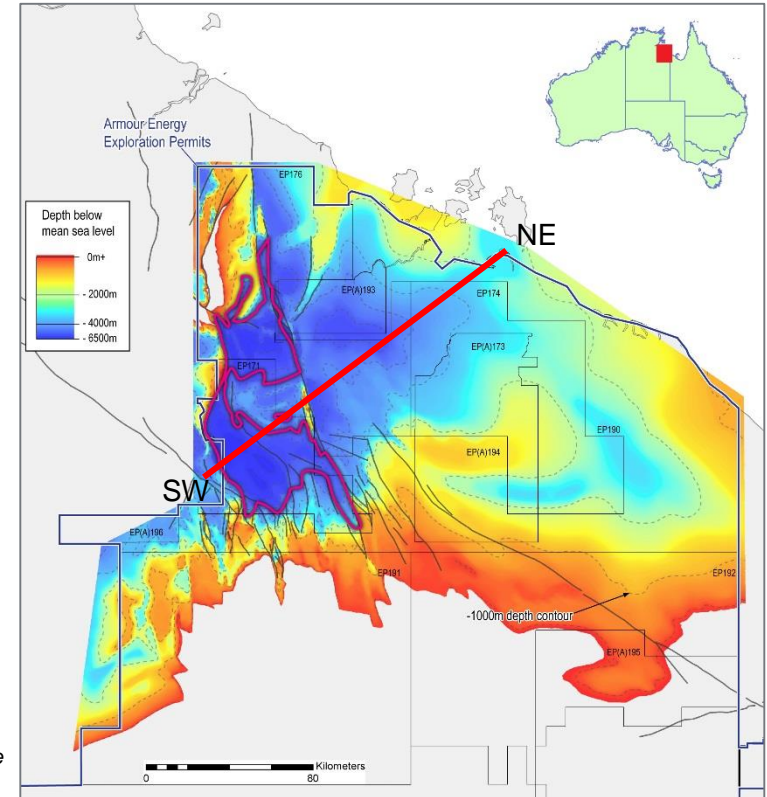 Armour Energy
Exploration Permits
EP176
Depth below
mean sea level
0m+
- 2000m
- 4000m
- 6500m
NE
EP(A)193
EP174
EP(A)173
EP171
EP190
EP(A)194
SW
EP(A)196
EP191
EP192
-1000m depth contour
EP(A)195
Kilometers
0
80
e